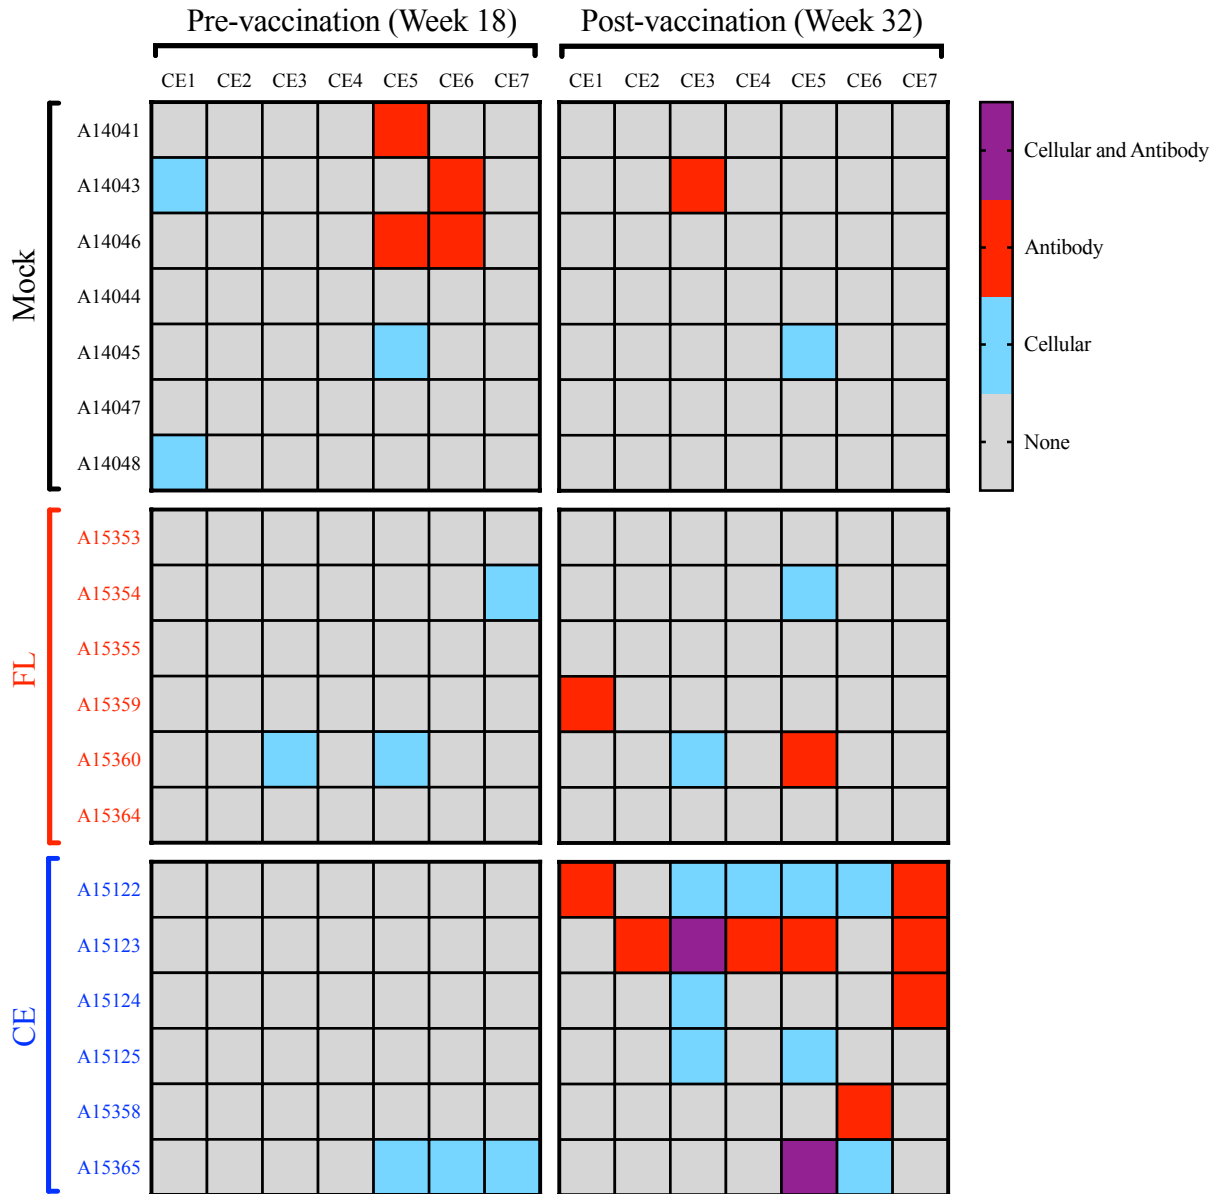 Pre-vaccination (Week 18) Post-vaccination (Week 32)
CE1 CE2 CE3 CE4 CE5 CE6 CE7 CE1 CE2 CE3 CE4 CE5 CE6 CE7
Mock
A14041
A14043
A14046
A14044
A14045
A14047
A14048
Cellular and Antibody
Antibody
Cellular
None
FL
A15353
A15354
A15355
A15359
A15360
A15364
CE
A15122
A15123
A15124
A15125
A15358
A15365